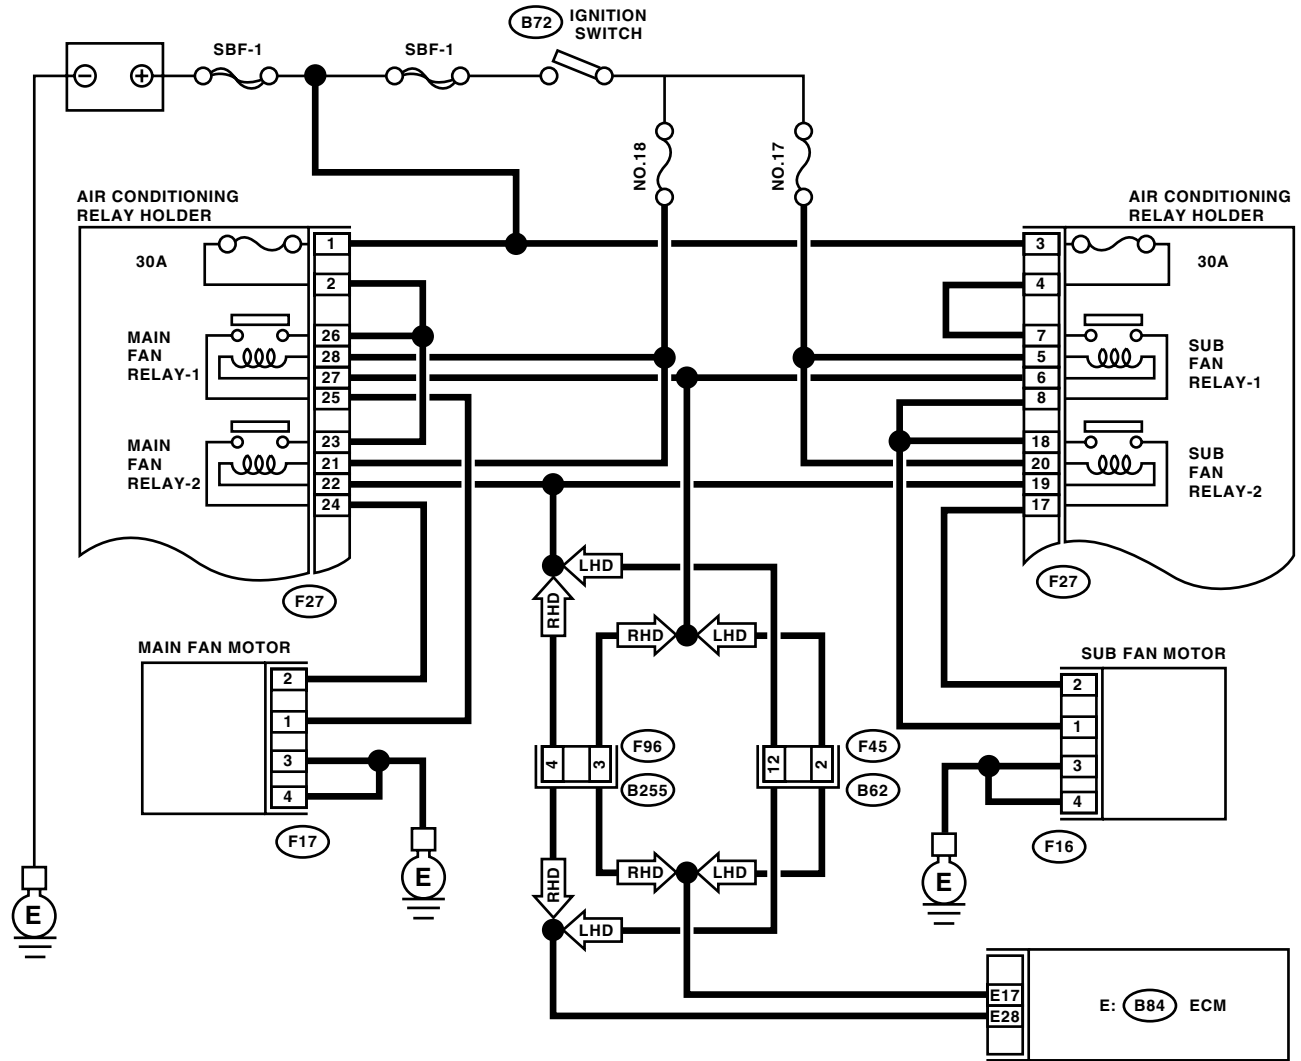 B72
IGNITION
SWITCH
SBF-1
SBF-1
− +
NO.18
NO.17
AIR CONDITIONING
RELAY HOLDER
30A
1
2
MAIN
FAN
RELAY-1
26
28
27
25
MAIN
FAN
RELAY-2
23
21
22
24
F27
AIR CONDITIONING
RELAY HOLDER
3
30A
4
7
5
6
8
SUB
FAN
RELAY-1
18
20
19
17
SUB
FAN
RELAY-2
F27
LHD
RHD
RHD
LHD
MAIN FAN MOTOR
2
1
3
4
F17
E
E
4
3
F96
B255
12
2
F45
B62
SUB FAN MOTOR
2
1
3
4
F16
E
RHD
RHD
LHD
LHD
E17
E28
E: B84 ECM